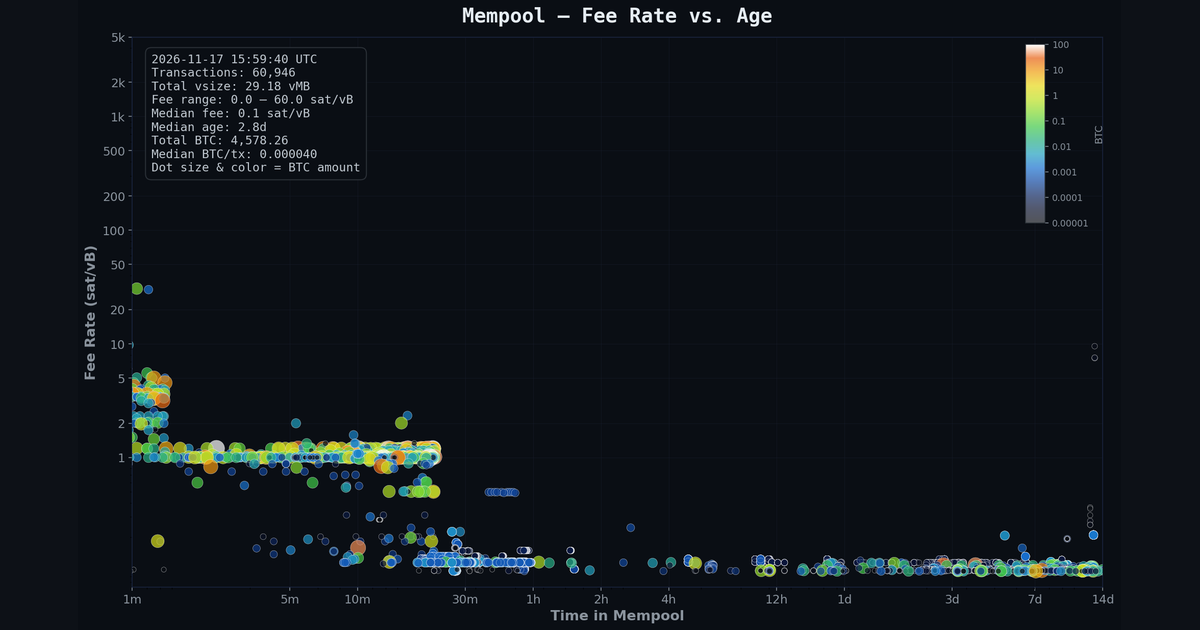 Mempool — Fee Rate vs. Age
2026-11-17 15:59:40 UTC
Transactions: 60,946
Total vsize: 29.18 vMB
Fee range: 0.0 – 60.0 sat/vB
Median fee: 0.1 sat/vB
Median age: 2.8d
Total BTC: 4,578.26
Median BTC/tx: 0.000040
Dot size & color = BTC amount
100
10
1
0.1
0.01
0.001
0.0001
0.00001
BTC
Fee Rate (sat/vB)
5k
2k
1k
500
200
100
50
20
10
5
2
1
1m 5m 10m 30m 1h 2h 4h 12h 1d 3d 7d 14d
Time in Mempool